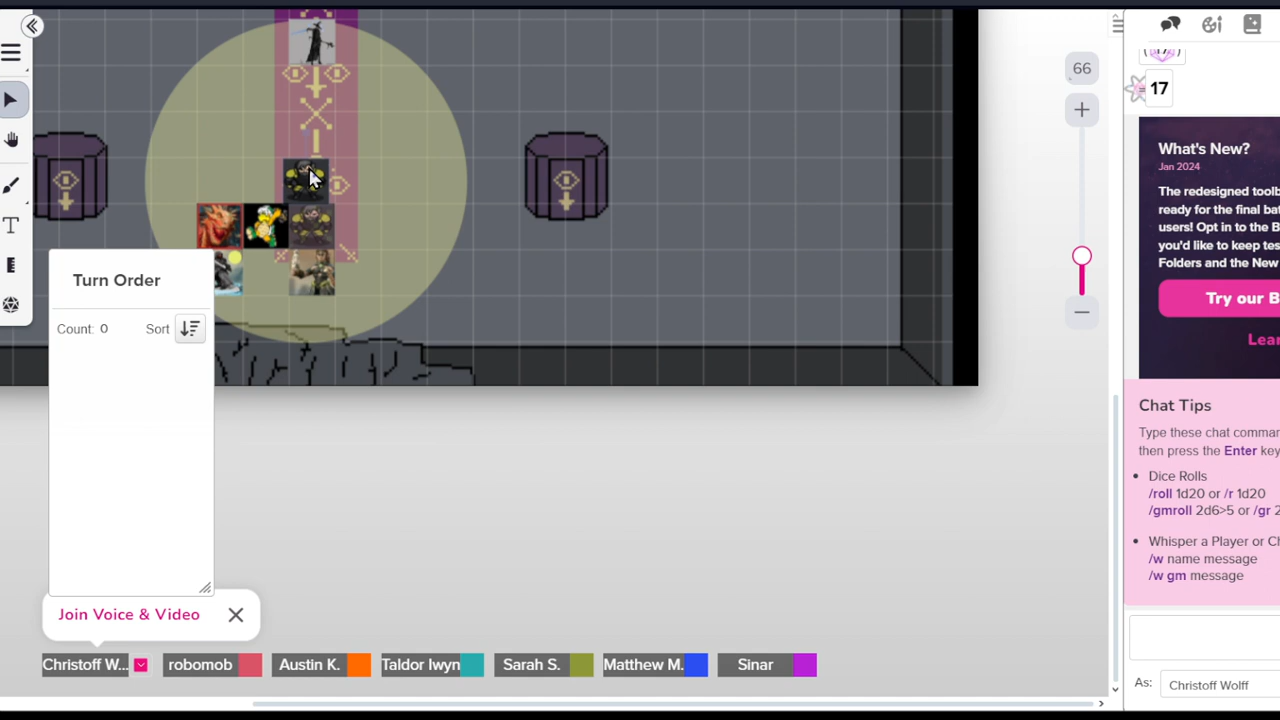 66
17
What's New?
Jan 2024
The redesigned toolb
ready for the final bat
users! Opt in to the B
you'd like to keep test
Folders and the New
Try our B
Lear
Turn Order
Count: 0 Sort
Chat Tips
Type these chat comman
then press the Enter key
• Dice Rolls
/roll 1d20 or /r 1d20
/gmroll 2d6>5 or /gr 2
• Whisper a Player or Ch
/w name message
/w gm message
Join Voice & Video
Christoff W... robomob Austin K. Taldor Iwyn Sarah S. Matthew M. Sinar
As: Christoff Wolff